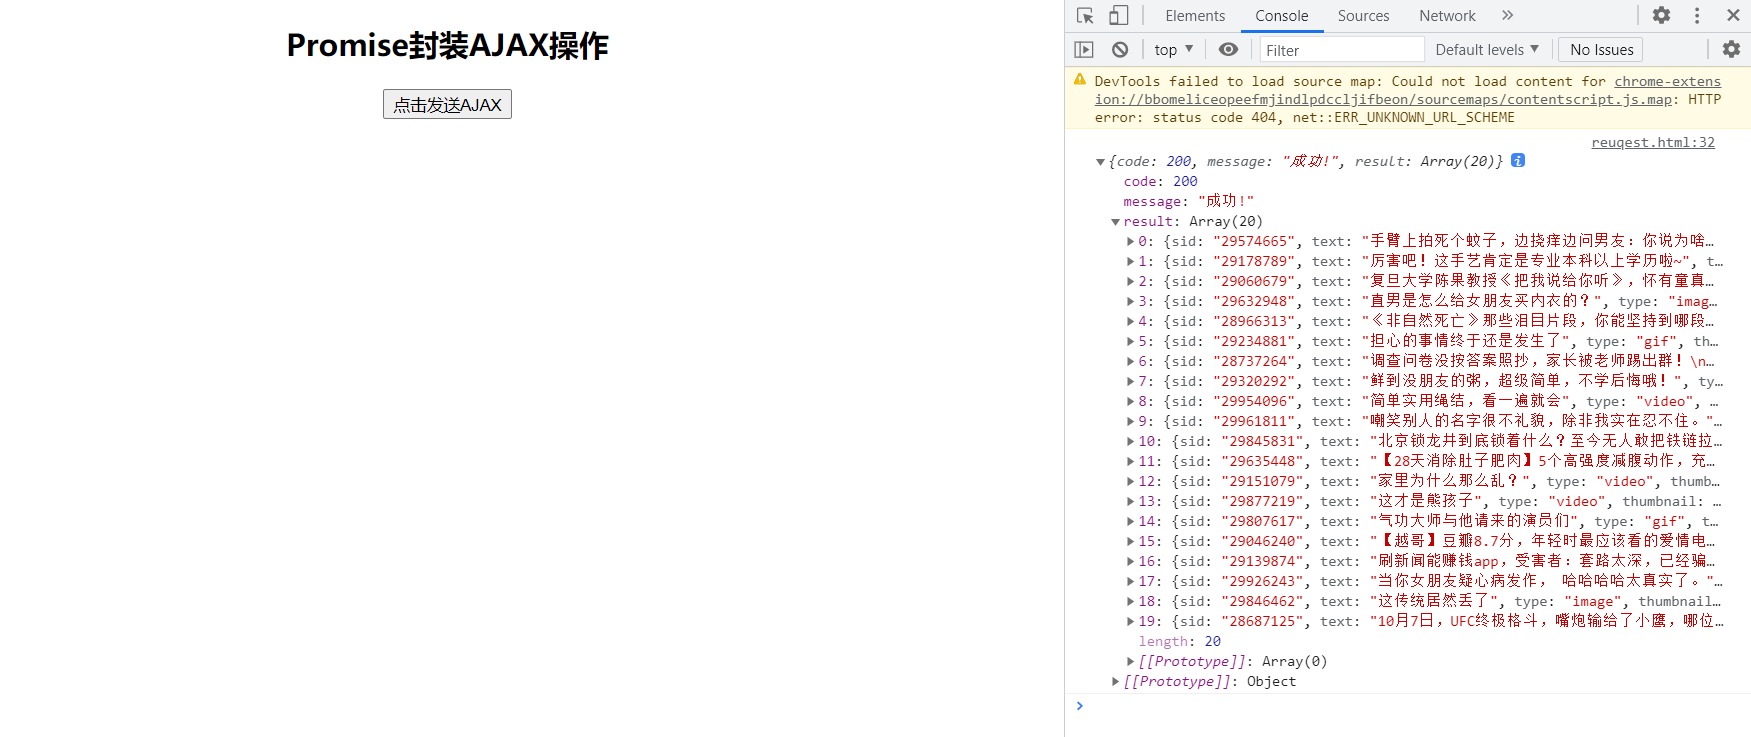 Promise封装AJAX操作
点击发送AJAX
Elements Console Sources Network »
top ▼ Filter Default levels ▼ No Issues
DevTools failed to load source map: Could not load content for chrome-extens
ion://bbomeliceopeefmjindlpdccljifbeon/sourcemaps/contentscript.js.map: HTTP
error: status code 404, net::ERR_UNKNOWN_URL_SCHEME
reuqest.html:32
▼{code: 200, message: "成功!", result: Array(20)} i
code: 200
message: "成功!"
▼result: Array(20)
▶0: {sid: "29574665", text: "手臂上拍死个蚊子，边挠痒边问男友：你说为啥…
▶1: {sid: "29178789", text: "厉害吧！这手艺肯定是专业本科以上学历啦~", t…
▶2: {sid: "29060679", text: "复旦大学陈果教授《把我说给你听》，怀有童真…
▶3: {sid: "29632948", text: "直男是怎么给女朋友买内衣的？", type: "imag…
▶4: {sid: "28966313", text: "《非自然死亡》那些泪目片段，你能坚持到哪段…
▶5: {sid: "29234881", text: "担心的事情终于还是发生了", type: "gif", th…
▶6: {sid: "28737264", text: "调查问卷没按答案照抄，家长被老师踢出群！\n…
▶7: {sid: "29320292", text: "鲜到没朋友的粥，超级简单，不学后悔哦！", ty…
▶8: {sid: "29954096", text: "简单实用绳结，看一遍就会", type: "video", …
▶9: {sid: "29961811", text: "嘲笑别人的名字很不礼貌，除非我实在忍不住。"…
▶10: {sid: "29845831", text: "北京锁龙井到底锁着什么？至今无人敢把铁链拉…
▶11: {sid: "29635448", text: "【28天消除肚子肥肉】5个高强度减腹动作，充…
▶12: {sid: "29151079", text: "家里为什么那么乱？", type: "video", thumb…
▶13: {sid: "29877219", text: "这才是熊孩子", type: "video", thumbnail: …
▶14: {sid: "29807617", text: "气功大师与他请来的演员们", type: "gif", t…
▶15: {sid: "29046240", text: "【越哥】豆瓣8.7分，年轻时最应该看的爱情电…
▶16: {sid: "29139874", text: "刷新闻能赚钱app，受害者：套路太深，已经骗…
▶17: {sid: "29926243", text: "当你女朋友疑心病发作， 哈哈哈哈太真实了。"…
▶18: {sid: "29846462", text: "这传统居然丢了", type: "image", thumbnail…
▶19: {sid: "28687125", text: "10月7日，UFC终极格斗，嘴炮输给了小鹰，哪位…
length: 20
▶[[Prototype]]: Array(0)
▶[[Prototype]]: Object